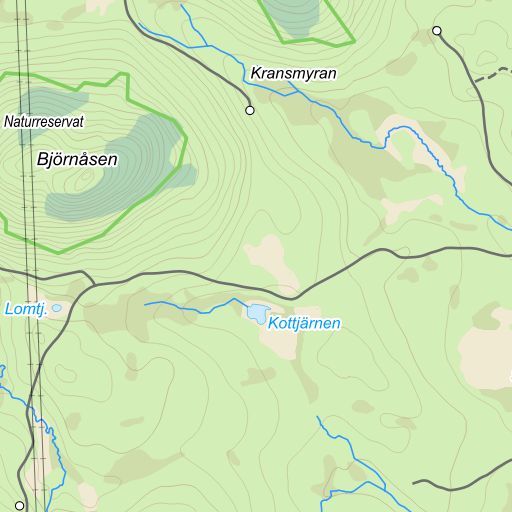 Kransmyran
Naturreservat
Björnåsen
Lomtj.
Kottjärnen